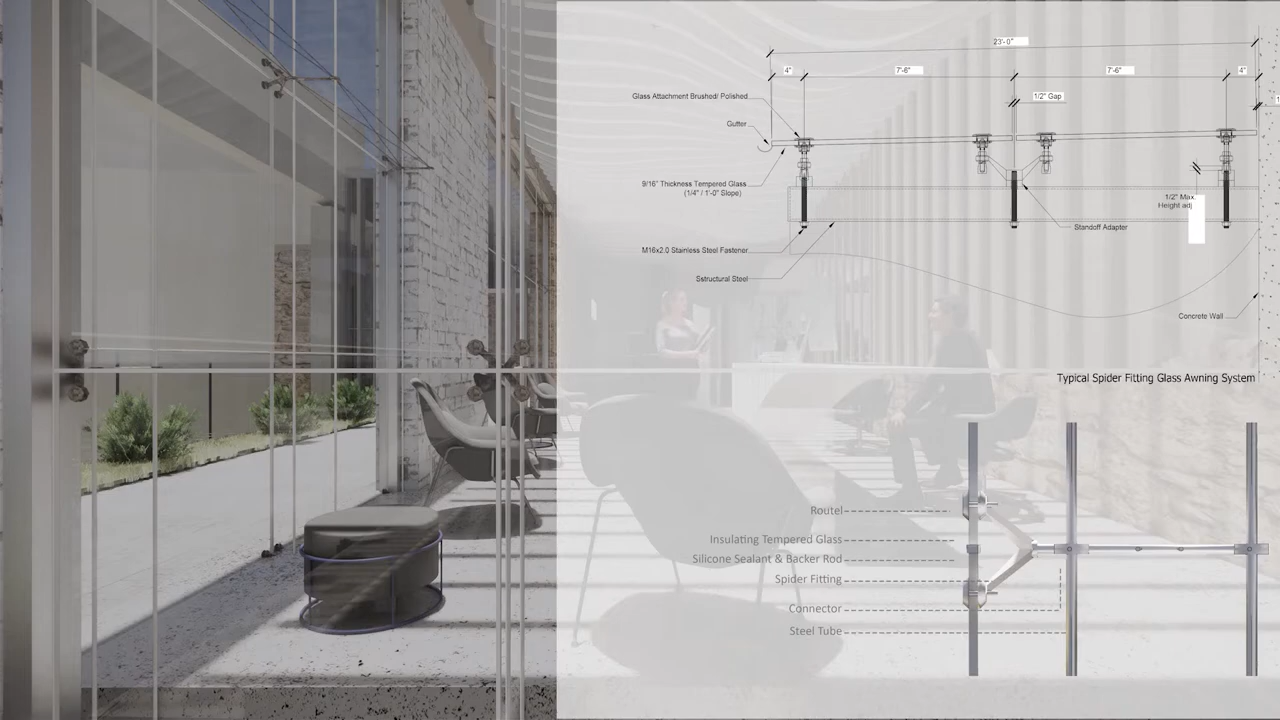 23'-0"
4"
7'-6"
7'-6"
4"
Glass Attachment Brushed/ Polished
1/2" Gap
Gutter
9/16" Thickness Tempered Glass
(1/4" / 1'-0" Slope)
1/2" Max.
Height adj
Standoff Adapter
M16x2.0 Stainless Steel Fastener
Sstructural Steel
Concrete Wall
Typical Spider Fitting Glass Awning System
Routel
Insulating Tempered Glass
Silicone Sealant & Backer Rod
Spider Fitting
Connector
Steel Tube